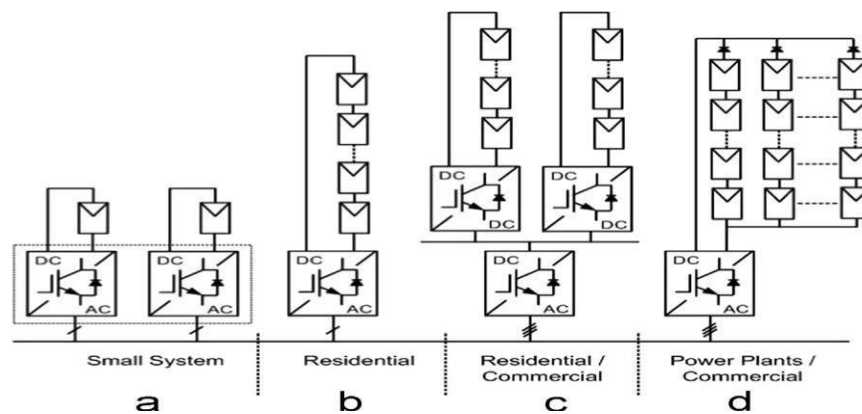 DC
DC
DC
DC
DC
AC
DC
AC
DC
AC
DC
AC
DC
AC
Small System
Residential
Residential /
Commercial
Power Plants /
Commercial
a
b
c
d